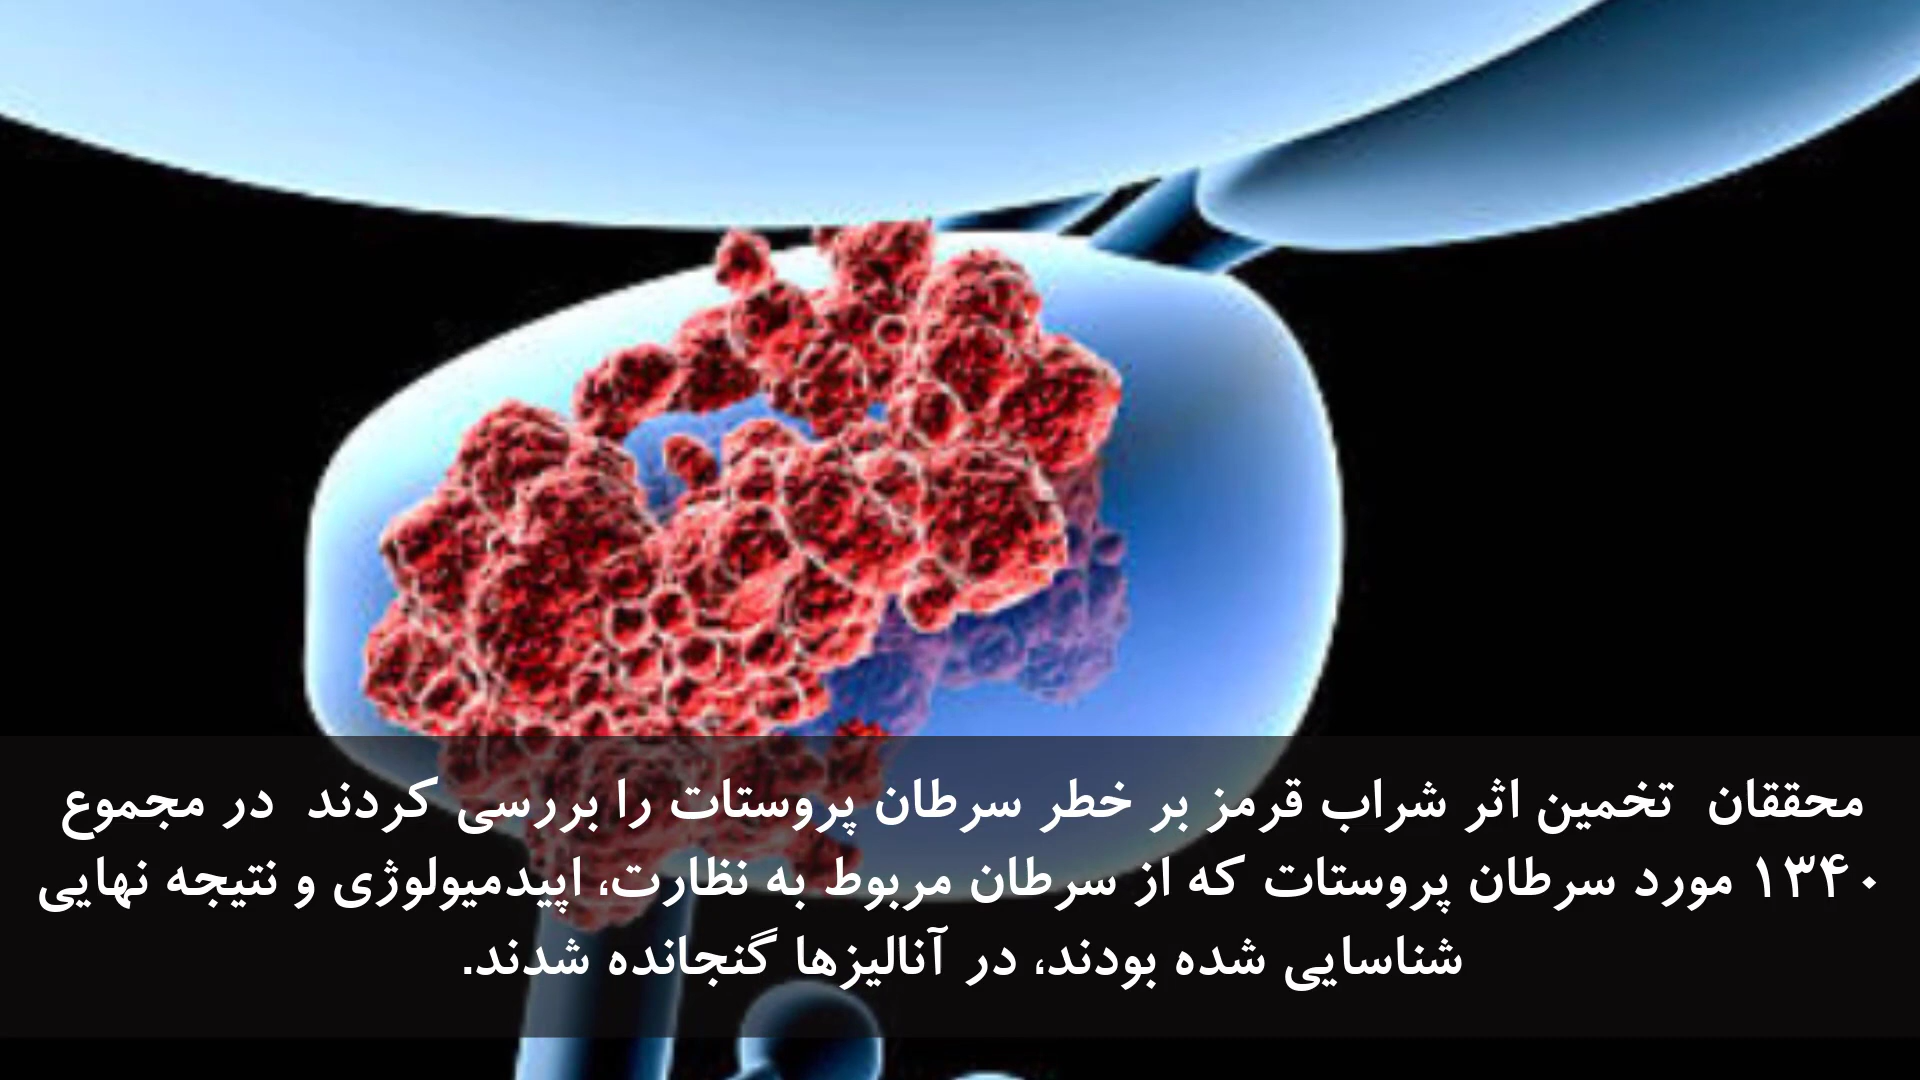 محققان تخمین اثر شراب قرمز بر خطر سرطان پروستات را بررسی کردند در مجموع
۱۳۴۰ مورد سرطان پروستات که از سرطان مربوط به نظارت، اپیدمیولوژی و نتیجه نهایی
شناسایی شده بودند، در آنالیزها گنجانده شدند.